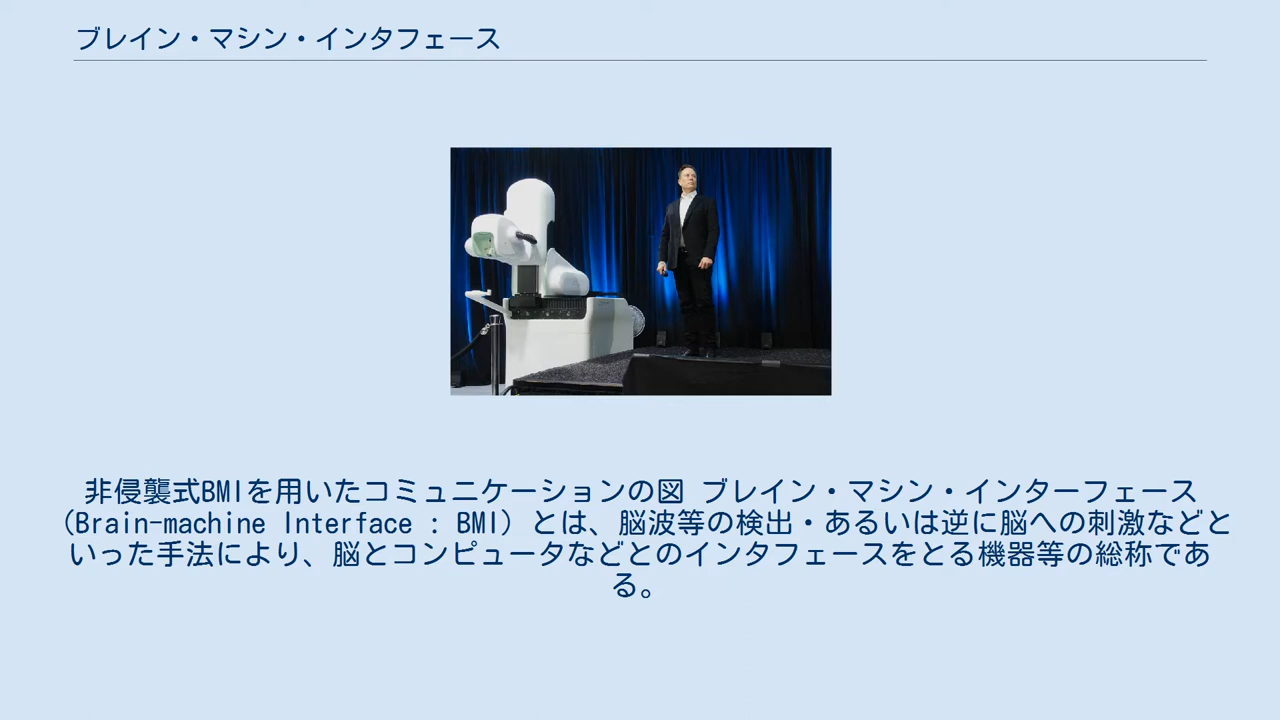 ブレイン・マシン・インタフェース
非侵襲式BMIを用いたコミュニケーションの図 ブレイン・マシン・インターフェース
（Brain-machine Interface : BMI）とは、脳波等の検出・あるいは逆に脳への刺激などと
いった手法により、脳とコンピュータなどとのインタフェースをとる機器等の総称であ
る。